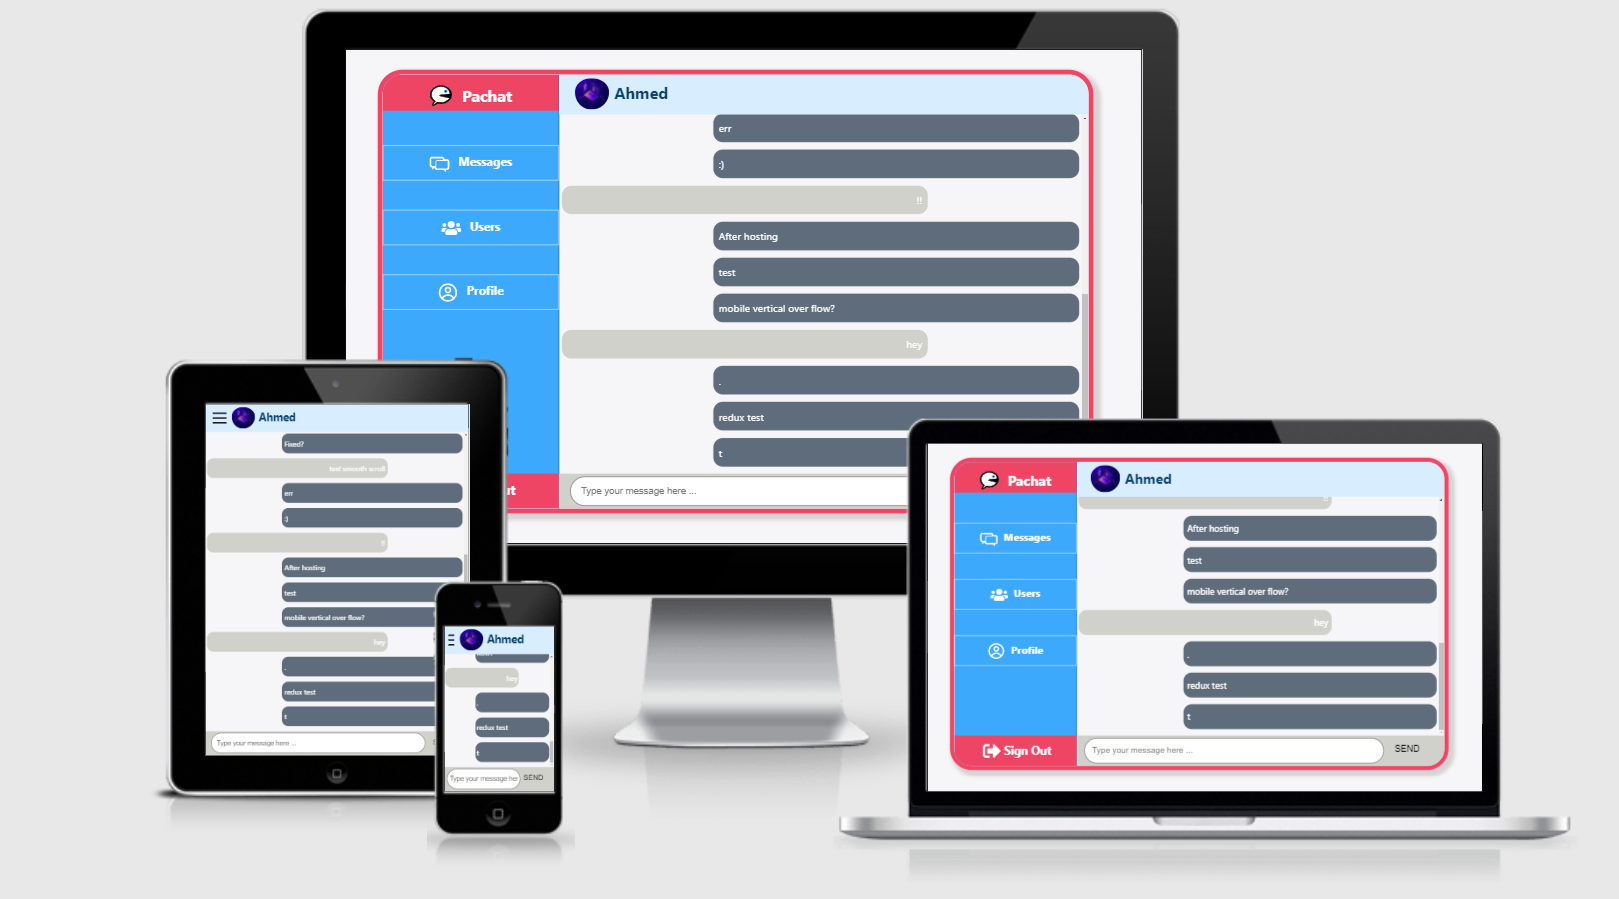 Pachat
Messages
Users
Profile
ut
Ahmed
err
:)
!!
After hosting
test
mobile vertical over flow?
hey
.
redux test
t
Type your message here ...
Ahmed
Fixed?
test smooth scroll
err
:)
!!
After hosting
test
mobile vertical over flow?
hey
.
redux test
t
Type your message here ...
Ahmed
hey
.
redux test
t
Type your message her
SEND
Pachat
Messages
Users
Profile
Sign Out
Ahmed
!!
After hosting
test
mobile vertical over flow?
hey
.
redux test
t
Type your message here ...
SEND